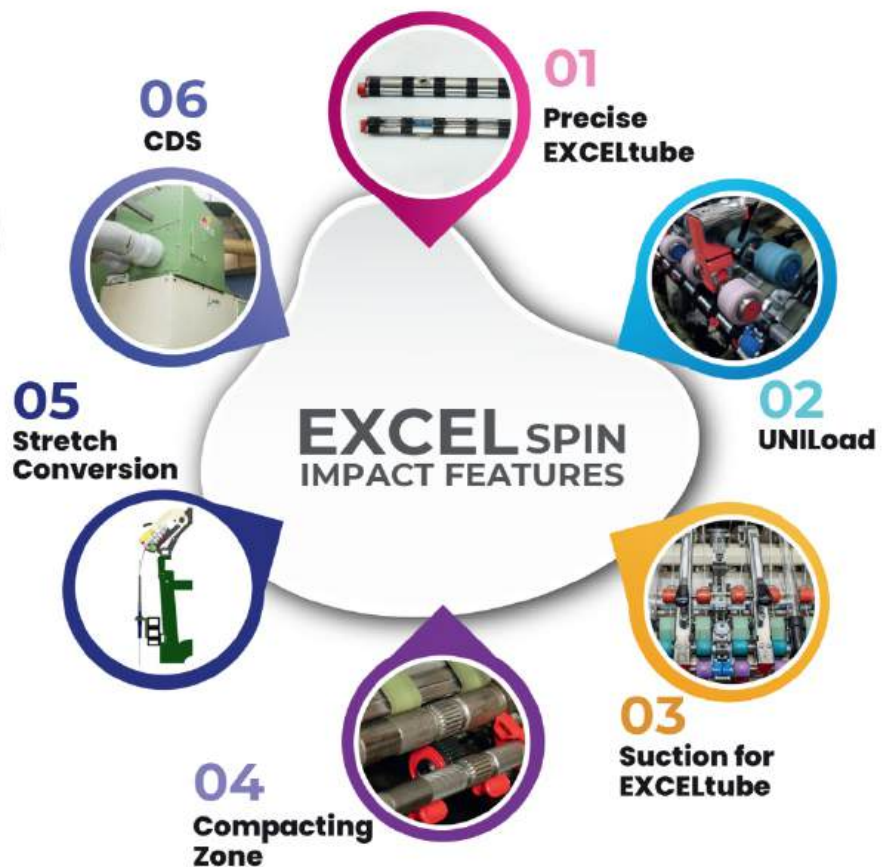 01
Precise
EXCELtube
02
UNILoad
03
Suction for
EXCELtube
04
Compacting
Zone
05
Stretch
Conversion
06
CDS
EXCEL SPIN
IMPACT FEATURES